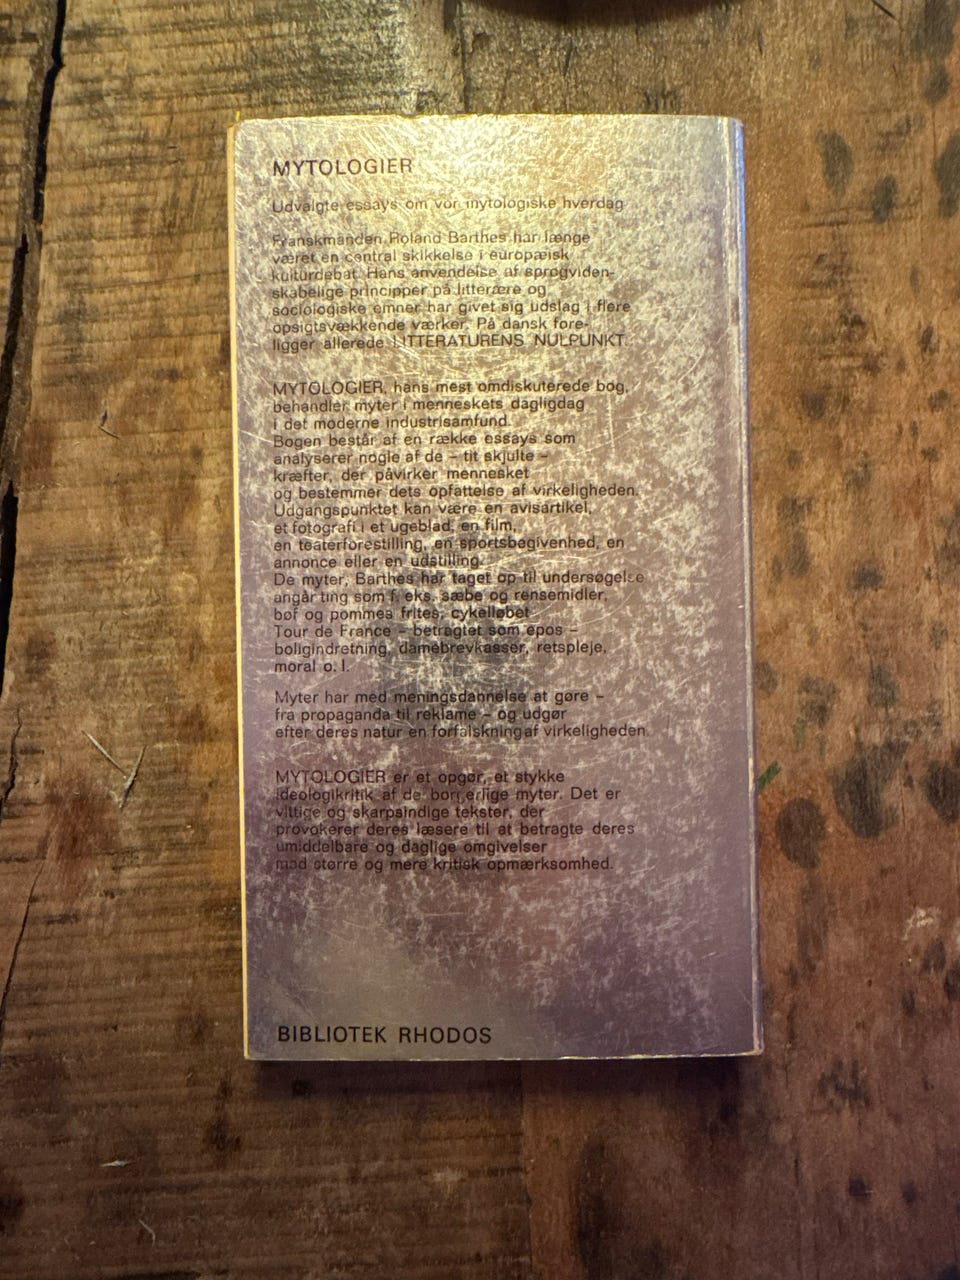 MYTOLOGIER
Udvalgte essays om vor mytologiske hverdag
Franskmanden Roland Barthes har længe
været en central skikkelse i europæisk
kulturdebat. Hans anvendelse af sprogviden-
skabelige principper på litterære og
sociologiske emner har givet sig udslag i flere
opsigtsvækkende værker. På dansk fore-
ligger allerede LITTERATURENS NULPUNKT.
MYTOLOGIER, hans mest omdiskuterede bog,
behandler myter i menneskets dagligdag
i det moderne industrisamfund.
Bogen består af en række essays som
analyserer nogle af de – tit skjulte –
kræfter, der påvirker mennesket
og bestemmer dets opfattelse af virkeligheden.
Udgangspunktet kan være en avisartikel,
et fotografi i et ugeblad, en film,
en teaterforestilling, en sportsbegivenhed, en
annonce eller en udstilling.
De myter, Barthes har taget op til undersøgelse
angår ting som f. eks. sæbe og rensemidler,
bøf og pommes frites, cykelløbet
Tour de France – betragtet som epos –
boligindretning, damebrevkasser, retspleje,
moral o. l.
Myter har med meningsdannelse at gøre –
fra propaganda til reklame – og udgør
efter deres natur en forfalskning af virkeligheden.
MYTOLOGIER er et opgør, et stykke
ideologikritik af de borgerlige myter. Det er
vittige og skarpsindige tekster, der
provokerer deres læsere til at betragte deres
umiddelbare og daglige omgivelser
med større og mere kritisk opmærksomhed.
BIBLIOTEK RHODOS